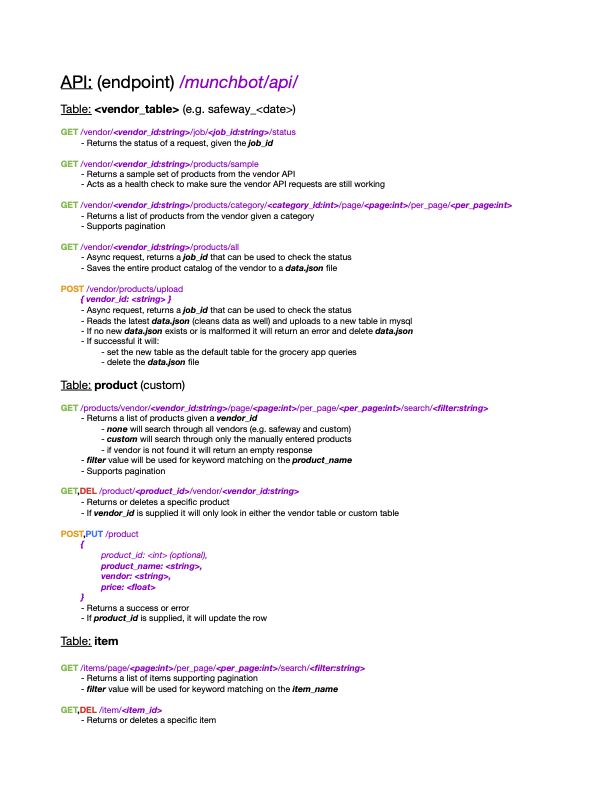 API: (endpoint) /munchbot/api/
Table: <vendor_table> (e.g. safeway_<date>)
GET /vendor/<vendor_id:string>/job/<job_id:string>/status
- Returns the status of a request, given the job_id
GET /vendor/<vendor_id:string>/products/sample
- Returns a sample set of products from the vendor API
- Acts as a health check to make sure the vendor API requests are still working
GET /vendor/<vendor_id:string>/products/category/<category_id:int>/page/<page:int>/per_page/<per_page:int>
- Returns a list of products from the vendor given a category
- Supports pagination
GET /vendor/<vendor_id:string>/products/all
- Async request, returns a job_id that can be used to check the status
- Saves the entire product catalog of the vendor to a data.json file
POST /vendor/products/upload
{ vendor_id: <string> }
- Async request, returns a job_id that can be used to check the status
- Reads the latest data.json (cleans data as well) and uploads to a new table in mysql
- If no new data.json exists or is malformed it will return an error and delete data.json
- If successful it will:
- set the new table as the default table for the grocery app queries
- delete the data.json file
Table: product (custom)
GET /products/vendor/<vendor_id:string>/page/<page:int>/per_page/<per_page:int>/search/<filter:string>
- Returns a list of products given a vendor_id
- none will search through all vendors (e.g. safeway and custom)
- custom will search through only the manually entered products
- if vendor is not found it will return an empty response
- filter value will be used for keyword matching on the product_name
- Supports pagination
GET,DEL /product/<product_id>/vendor/<vendor_id:string>
- Returns or deletes a specific product
- If vendor_id is supplied it will only look in either the vendor table or custom table
POST,PUT /product
{
product_id: <int> (optional),
product_name: <string>,
vendor: <string>,
price: <float>
}
- Returns a success or error
- If product_id is supplied, it will update the row
Table: item
GET /items/page/<page:int>/per_page/<per_page:int>/search/<filter:string>
- Returns a list of items supporting pagination
- filter value will be used for keyword matching on the item_name
GET,DEL /item/<item_id>
- Returns or deletes a specific item